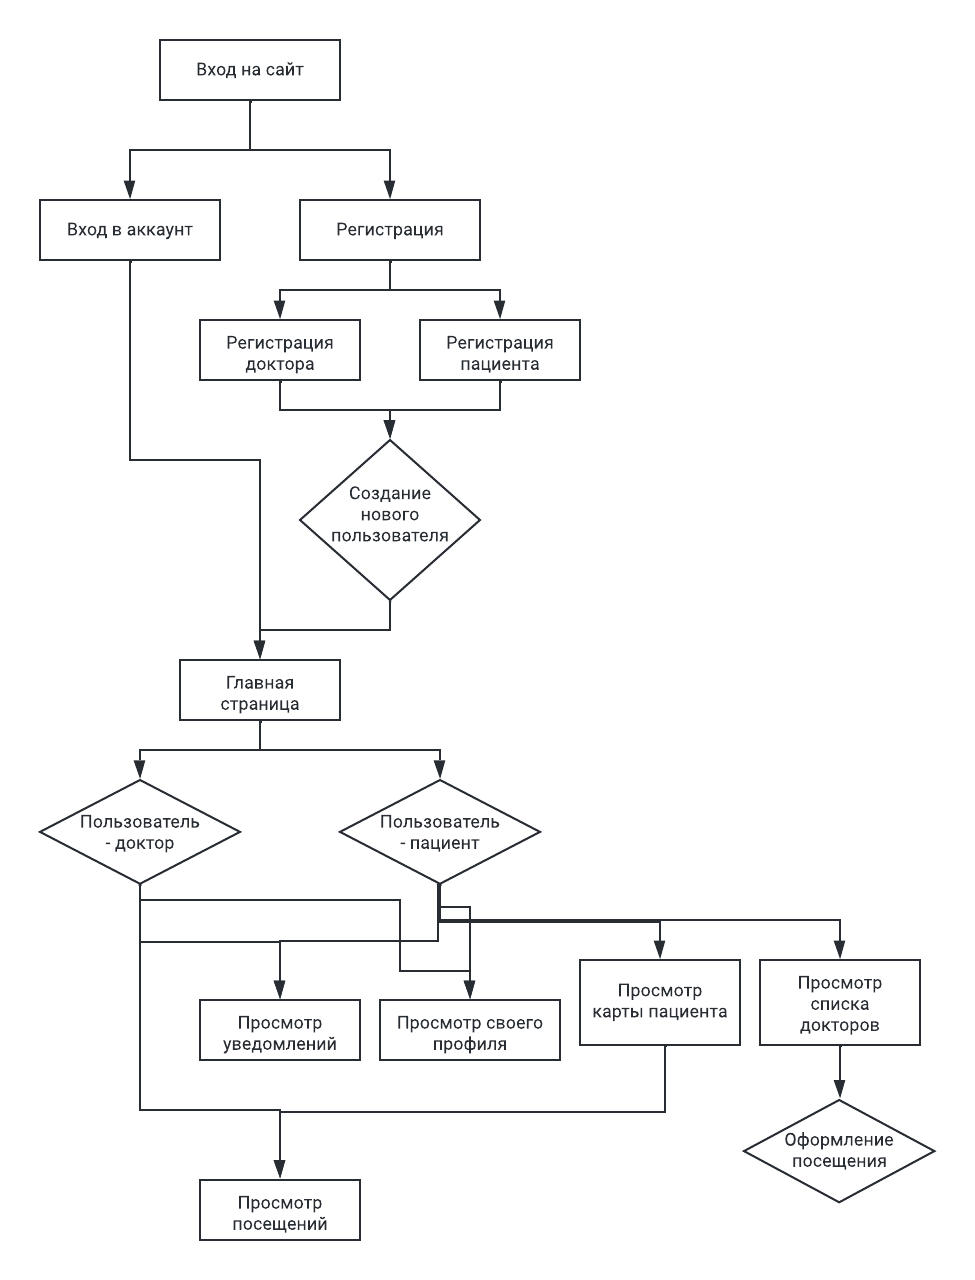 Вход на сайт
Вход в аккаунт
Регистрация
Регистрация
доктора
Регистрация
пациента
Создание
нового
пользователя
Главная
страница
Пользователь
- доктор
Пользователь
- пациент
Просмотр
уведомлений
Просмотр своего
профиля
Просмотр
карты пациента
Просмотр
списка
докторов
Оформление
посещения
Просмотр
посещений